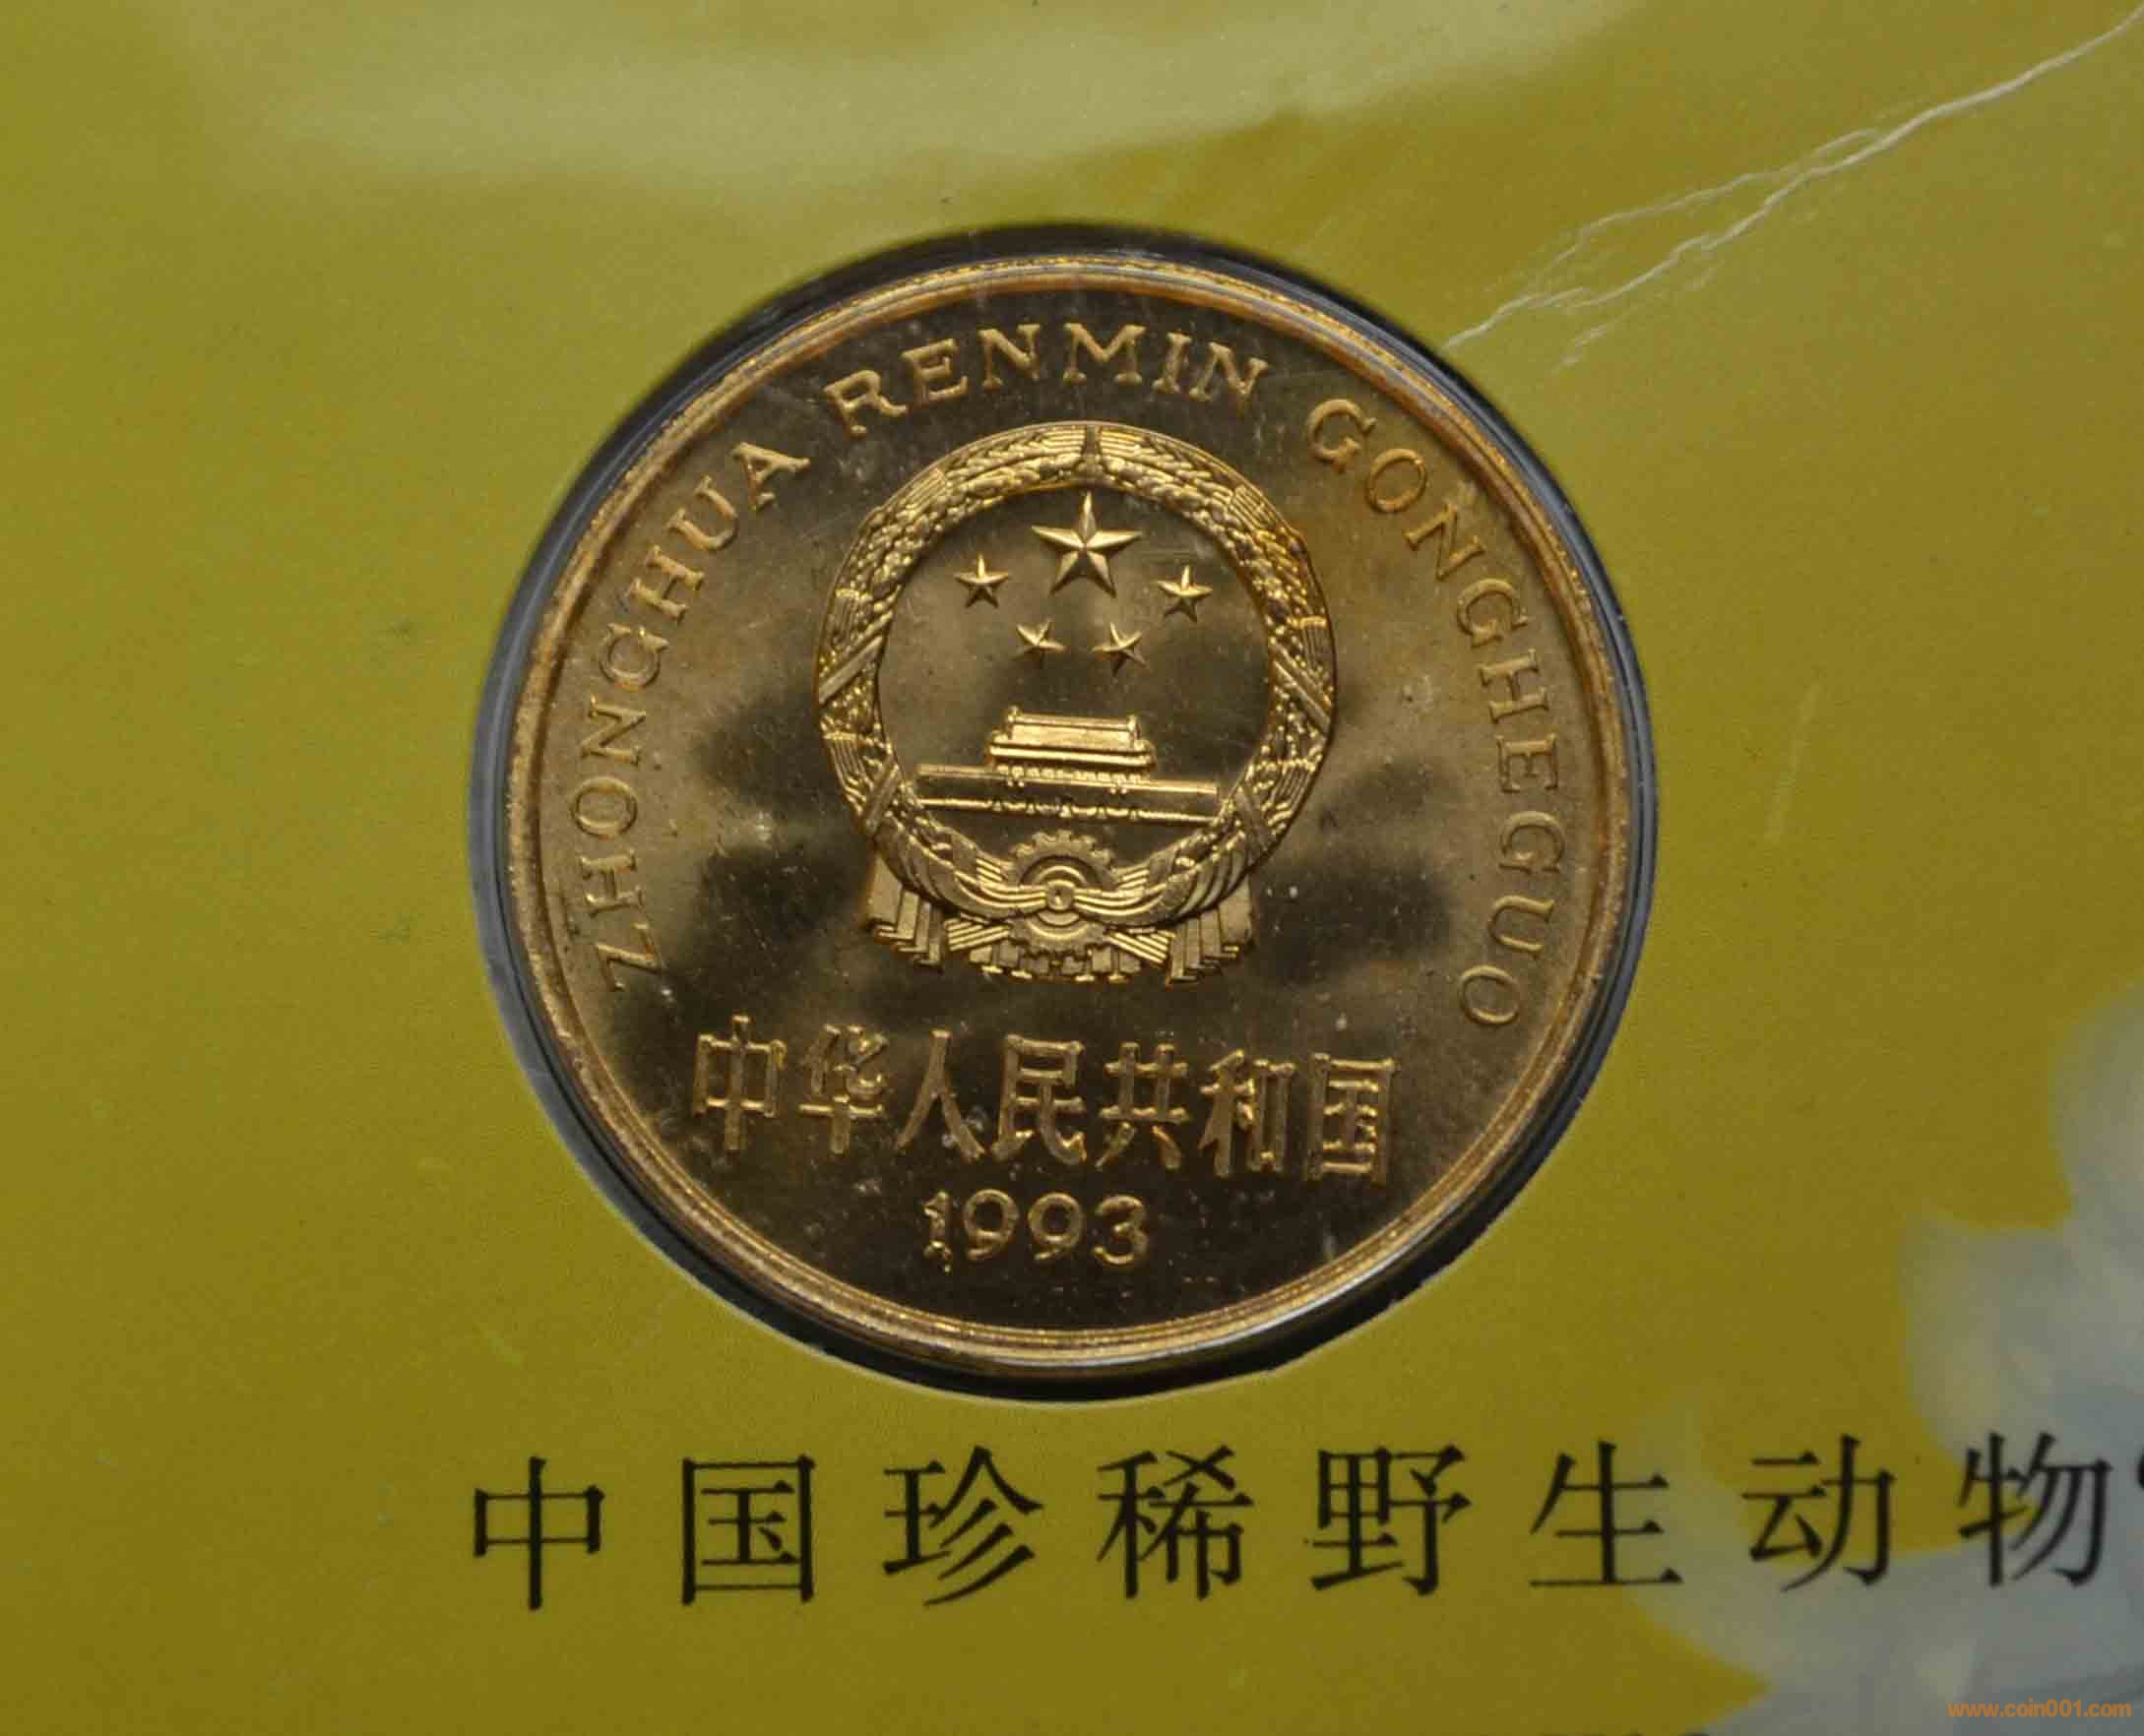 ZHONGHUA RENMIN GONGHEGUO
中华人民共和国
1993
中国珍稀野生动物
www.coin001.com